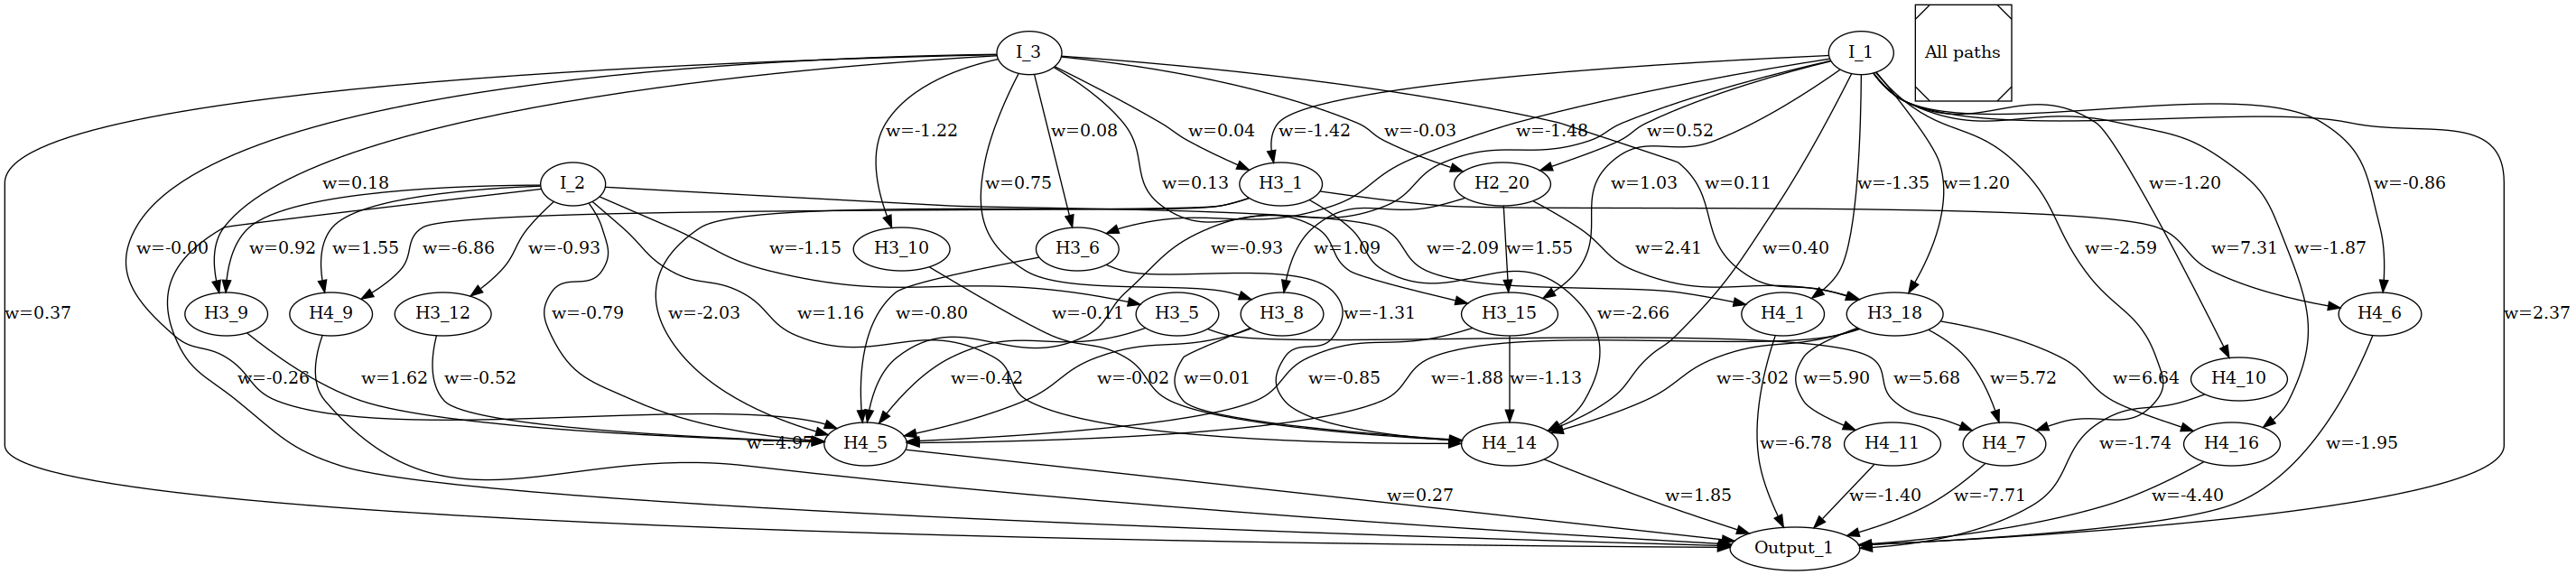 I_3
I_1
All paths
w=-1.22
w=0.08
w=0.04
w=-1.42
w=-0.03
w=-1.48
w=0.52
w=0.18
I_2
w=0.75
w=0.13
H3_1
H2_20
w=1.03
w=0.11
w=-1.35
w=1.20
w=-1.20
w=-0.86
w=-0.00
w=0.92
w=1.55
w=-6.86
w=-0.93
w=-1.15
H3_10
H3_6
w=-0.93
w=1.09
w=-2.09
w=1.55
w=2.41
w=0.40
w=-2.59
w=7.31
w=-1.87
w=0.37
H3_9
H4_9
H3_12
w=-0.79
w=-2.03
w=1.16
w=-0.80
w=-0.11
H3_5
H3_8
w=-1.31
H3_15
w=-2.66
H4_1
H3_18
H4_6
w=2.37
w=-0.26
w=1.62
w=-0.52
w=-0.42
w=-0.02
w=0.01
w=-0.85
w=-1.88
w=-1.13
w=-3.02
w=5.90
w=5.68
w=5.72
w=6.64
H4_10
w=4.97
H4_5
H4_14
w=-6.78
H4_11
H4_7
w=-1.74
H4_16
w=-1.95
w=0.27
w=1.85
w=-1.40
w=-7.71
w=-4.40
Output_1